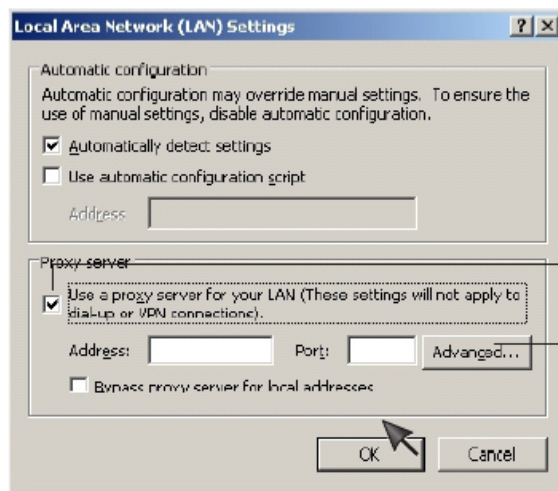 Local Area Network (LAN) Settings
Automatic configuration
Automatic configuration may override manual settings. To ensure the
use of manual settings, disable automatic configuration.
Automatically detect settings
Use automatic configuration script
Address
Proxy server
Use a proxy server for your LAN (These settings will not apply to
dial-up or VPN connections).
Address:
Port:
Advanced...
Bypass proxy server for local addresses
OK
Cancel